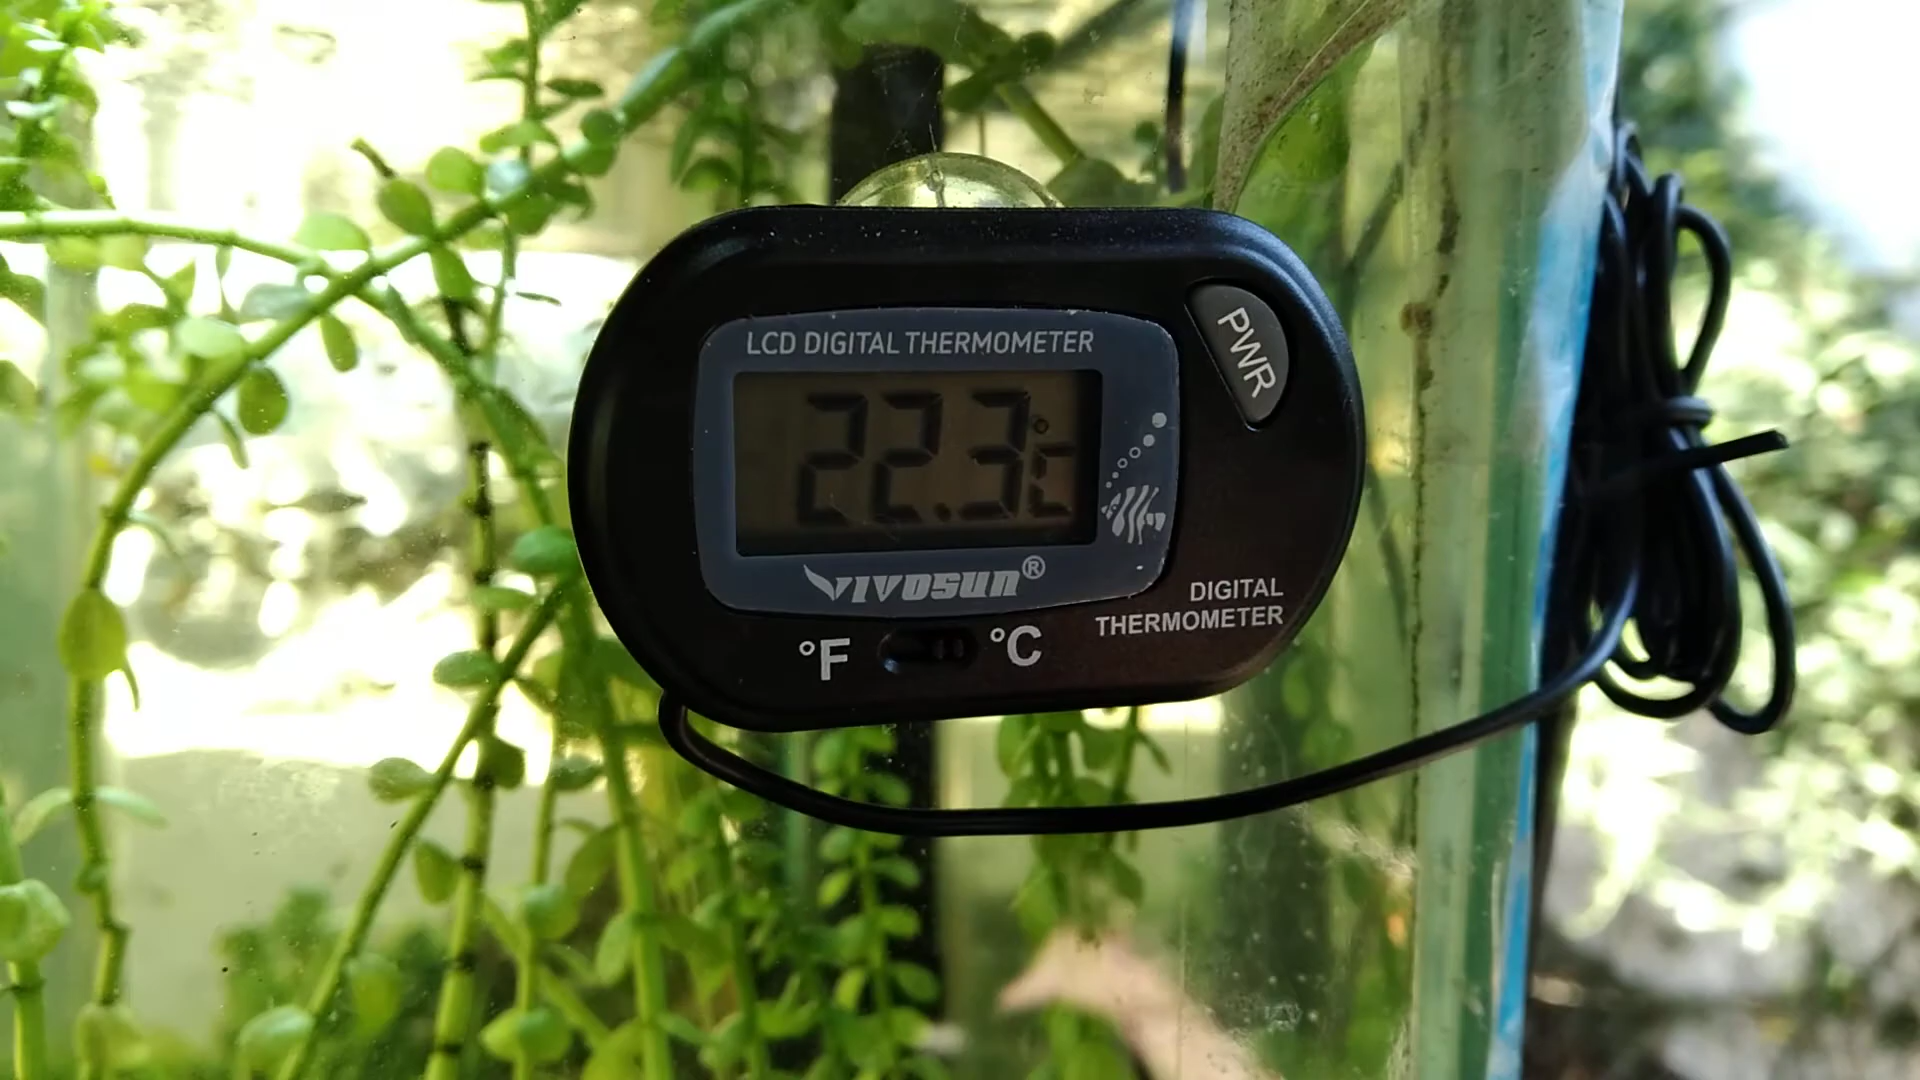 LCD DIGITAL THERMOMETER
PWR
22.3°C
VIVOSUN®
DIGITAL
THERMOMETER
°F °C